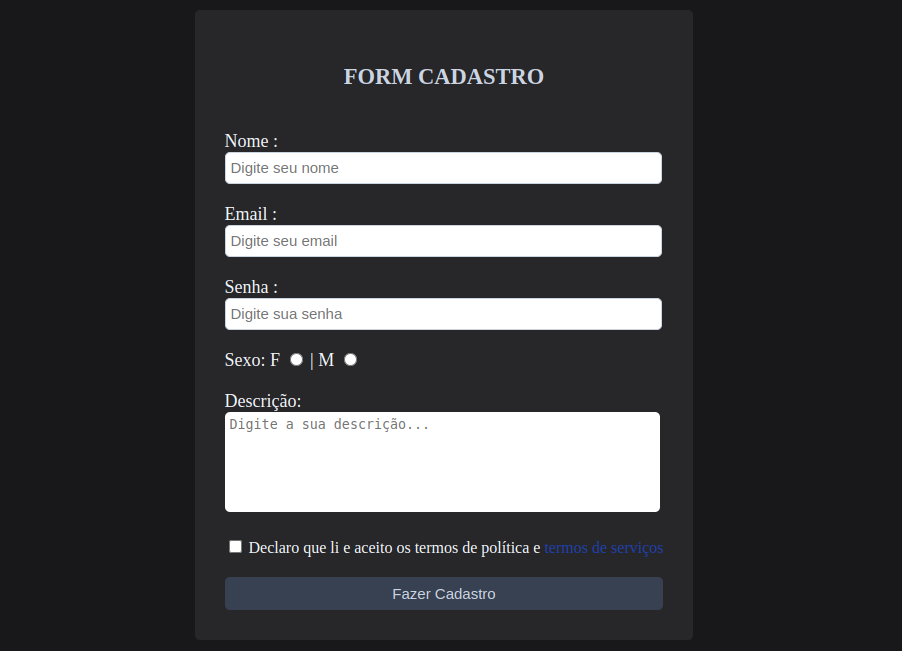 FORM CADASTRO
Nome :
Digite seu nome
Email :
Digite seu email
Senha :
Digite sua senha
Sexo: F | M
Descrição:
Digite a sua descrição...
Declaro que li e aceito os termos de política e termos de serviços
Fazer Cadastro